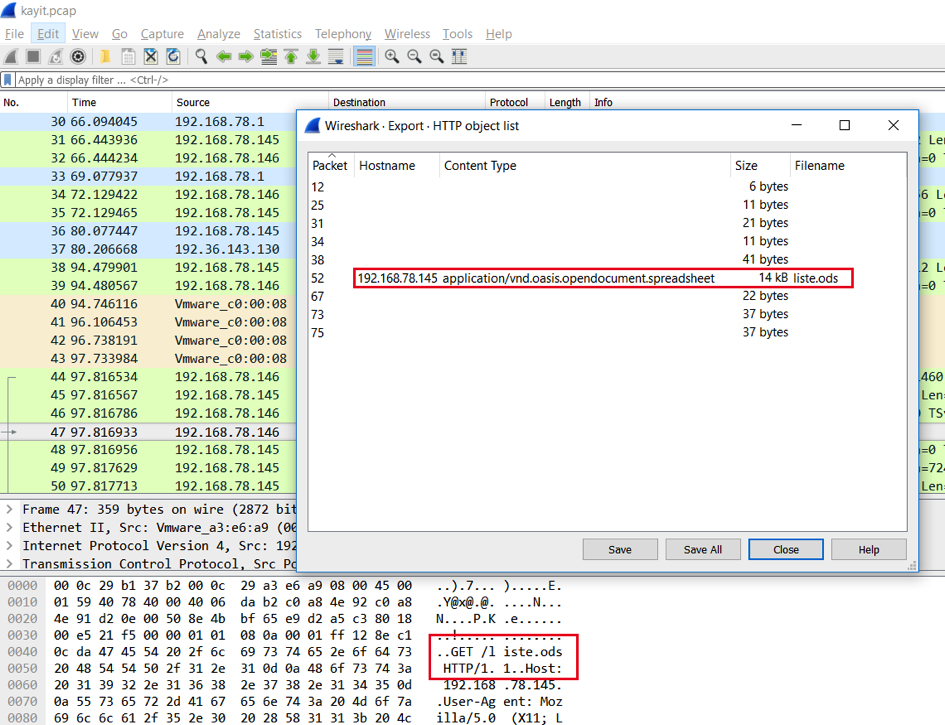 kayit.pcap
File Edit View Go Capture Analyze Statistics Telephony Wireless Tools Help
Apply a display filter ... <Ctrl-/>
No. Time Source Destination Protocol Length Info
30 66.094045 192.168.78.1
31 66.443936 192.168.78.145
32 66.444234 192.168.78.146
33 69.077937 192.168.78.1
34 72.129422 192.168.78.146
35 72.129465 192.168.78.145
36 80.077447 192.168.78.145
37 80.206668 192.36.143.130
38 94.479901 192.168.78.145
39 94.480567 192.168.78.146
40 94.746116 Vmware_c0:00:08
41 96.106453 Vmware_c0:00:08
42 96.738191 Vmware_c0:00:08
43 97.733984 Vmware_c0:00:08
44 97.816534 192.168.78.146
45 97.816567 192.168.78.145
46 97.816786 192.168.78.146
47 97.816933 192.168.78.146
48 97.816956 192.168.78.145
49 97.817629 192.168.78.145
50 97.817713 192.168.78.145
Wireshark · Export · HTTP object list
Packet Hostname Content Type Size Filename
12 6 bytes
25 11 bytes
31 21 bytes
34 11 bytes
38 41 bytes
52 192.168.78.145 application/vnd.oasis.opendocument.spreadsheet 14 kB liste.ods
67 22 bytes
73 37 bytes
75 37 bytes
Save Save All Close Help
Frame 47: 359 bytes on wire (2872 bit
Ethernet II, Src: Vmware_a3:e6:a9 (00
Internet Protocol Version 4, Src: 192
Transmission Control Protocol, Src Po
0000 00 0c 29 b1 37 b2 00 0c 29 a3 e6 a9 08 00 45 00 ..).7... ).....E.
0010 01 59 40 78 40 00 40 06 da b2 c0 a8 4e 92 c0 a8 .Y@x@.@. ....N...
0020 4e 91 d2 0e 00 50 8e 4b bf 65 e9 d2 a5 c3 80 18 N....P.K .e......
0030 00 e5 21 f5 00 00 01 01 08 0a 00 01 ff 12 8e c1 ..!..... ........
0040 0c da 47 45 54 20 2f 6c 69 73 74 65 2e 6f 64 73 ..GET /l iste.ods
0050 20 48 54 54 50 2f 31 2e 31 0d 0a 48 6f 73 74 3a HTTP/1. 1..Host:
0060 20 31 39 32 2e 31 36 38 2e 37 38 2e 31 34 35 0d 192.168 .78.145.
0070 0a 55 73 65 72 2d 41 67 65 6e 74 3a 20 4d 6f 7a .User-Ag ent: Moz
0080 69 6c 6c 61 2f 35 2e 30 20 28 58 31 31 3b 20 4c illa/5.0 (X11; L